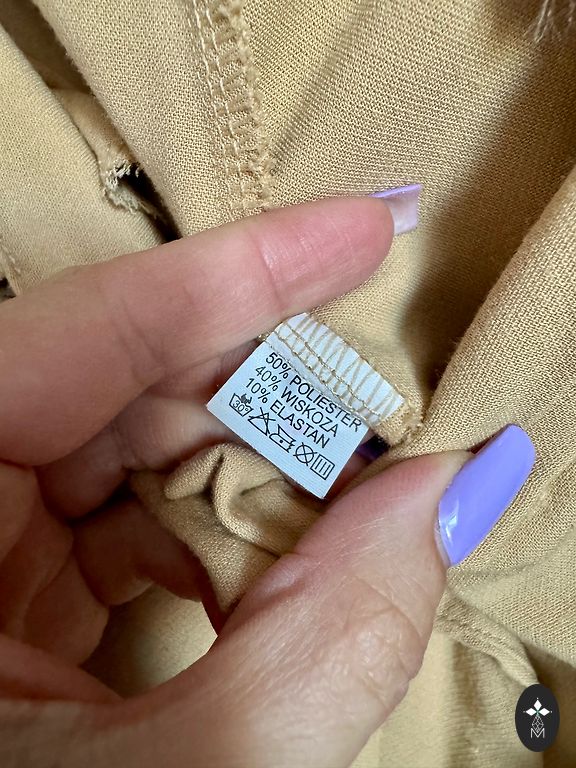 50% POLIESTER
40% WISKOZA
10% ELASTAN
30°
M